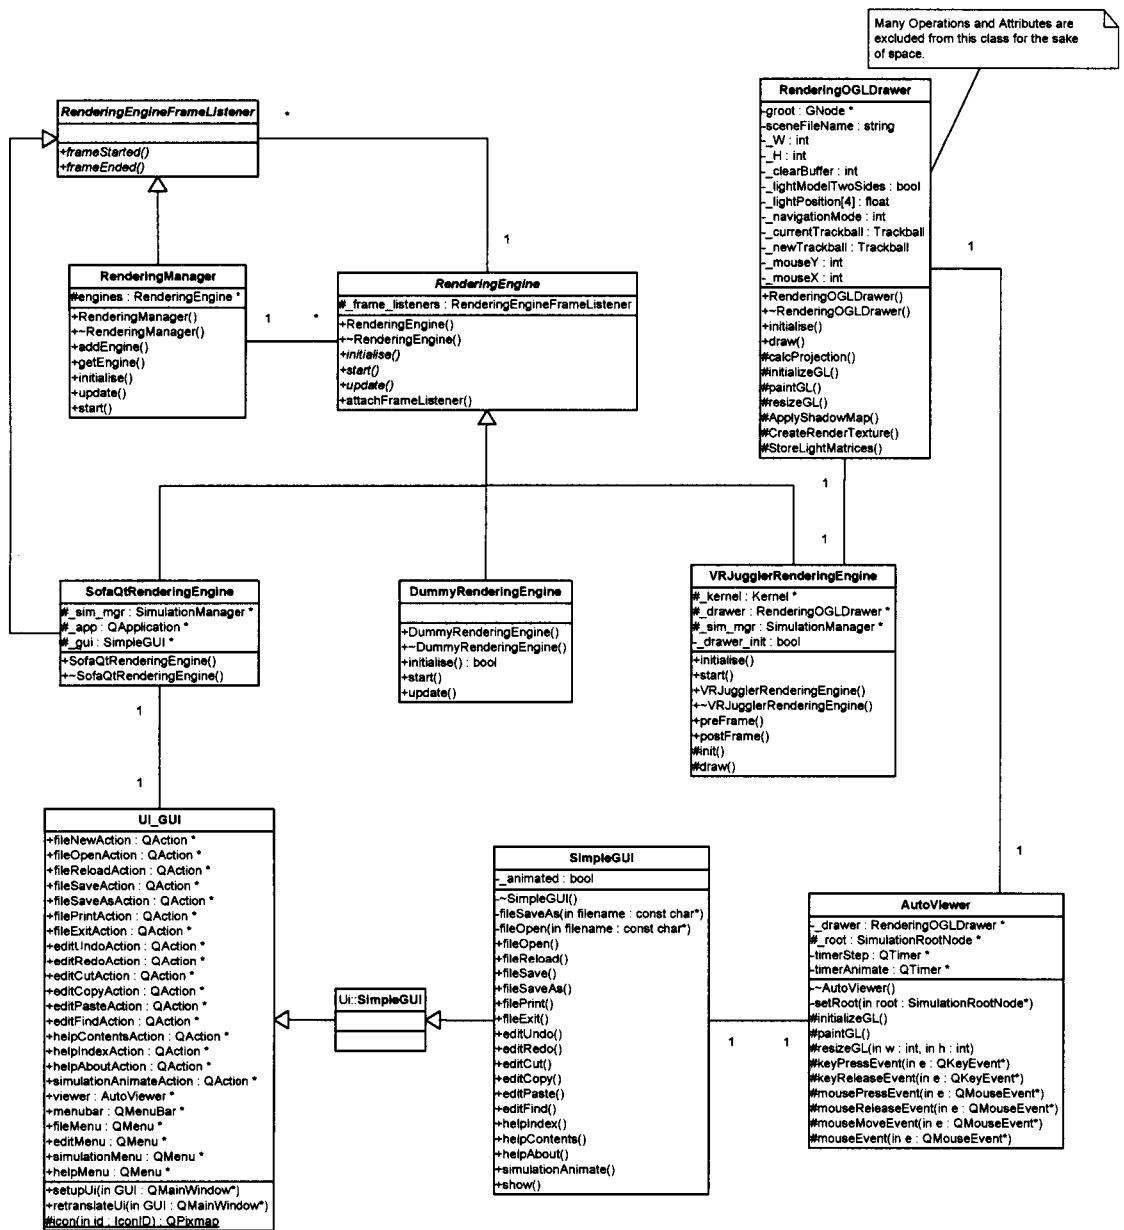 Many Operations and Attributes are
excluded from this class for the sake
of space.
RenderingOGLDrawer
-groot : GNode *
-sceneFileName : string
-_W : int
-_H : int
-_clearBuffer : int
-_lightModelTwoSides : bool
-_lightPosition[4] : float
-_navigationMode : int
-_currentTrackball : Trackball
-_newTrackball : Trackball
-_mouseY : int
-_mouseX : int
+RenderingOGLDrawer()
+~RenderingOGLDrawer()
+initialise()
+draw()
#calcProjection()
#initializeGL()
#paintGL()
#resizeGL()
#ApplyShadowMap()
#CreateRenderTexture()
#StoreLightMatrices()
RenderingEngineFrameListener
+frameStarted()
+frameEnded()
*
1
1
RenderingManager
#engines : RenderingEngine *
+RenderingManager()
+~RenderingManager()
+addEngine()
+getEngine()
+initialise()
+update()
+start()
1
*
RenderingEngine
#_frame_listeners : RenderingEngineFrameListener
+RenderingEngine()
+~RenderingEngine()
+initialise()
+start()
+update()
+attachFrameListener()
1
1
SofaQtRenderingEngine
#_sim_mgr : SimulationManager *
#_app : QApplication *
#_gui : SimpleGUI *
+SofaQtRenderingEngine()
+~SofaQtRenderingEngine()
DummyRenderingEngine
+DummyRenderingEngine()
+~DummyRenderingEngine()
+initialise() : bool
+start()
+update()
VRJugglerRenderingEngine
#_kernel : Kernel *
#_drawer : RenderingOGLDrawer *
#_sim_mgr : SimulationManager *
-_drawer_init : bool
+initialise()
+start()
+VRJugglerRenderingEngine()
+~VRJugglerRenderingEngine()
+preFrame()
+postFrame()
#init()
#draw()
1
1
UI_GUI
+fileNewAction : QAction *
+fileOpenAction : QAction *
+fileReloadAction : QAction *
+fileSaveAction : QAction *
+fileSaveAsAction : QAction *
+filePrintAction : QAction *
+fileExitAction : QAction *
+editUndoAction : QAction *
+editRedoAction : QAction *
+editCutAction : QAction *
+editCopyAction : QAction *
+editPasteAction : QAction *
+editFindAction : QAction *
+helpContentsAction : QAction *
+helpIndexAction : QAction *
+helpAboutAction : QAction *
+simulationAnimateAction : QAction *
+viewer : AutoViewer *
+menubar : QMenuBar *
+fileMenu : QMenu *
+editMenu : QMenu *
+simulationMenu : QMenu *
+helpMenu : QMenu *
+setupUi(in GUI : QMainWindow*)
+retranslateUi(in GUI : QMainWindow*)
#icon(in id : IconID) : QPixmap
Ui::SimpleGUI
SimpleGUI
-_animated : bool
-~SimpleGUI()
-fileSaveAs(in filename : const char*)
-fileOpen(in filename : const char*)
+fileOpen()
+fileReload()
+fileSave()
+fileSaveAs()
+filePrint()
+fileExit()
+editUndo()
+editRedo()
+editCut()
+editCopy()
+editPaste()
+editFind()
+helpIndex()
+helpContents()
+helpAbout()
+simulationAnimate()
+show()
1
1
1
AutoViewer
-_drawer : RenderingOGLDrawer *
#_root : SimulationRootNode *
-timerStep : QTimer *
-timerAnimate : QTimer *
-~AutoViewer()
-setRoot(in root : SimulationRootNode*)
#initializeGL()
#paintGL()
#resizeGL(in w : int, in h : int)
#keyPressEvent(in e : QKeyEvent*)
#keyReleaseEvent(in e : QKeyEvent*)
#mousePressEvent(in e : QMouseEvent*)
#mouseReleaseEvent(in e : QMouseEvent*)
#mouseMoveEvent(in e : QMouseEvent*)
#mouseEvent(in e : QMouseEvent*)